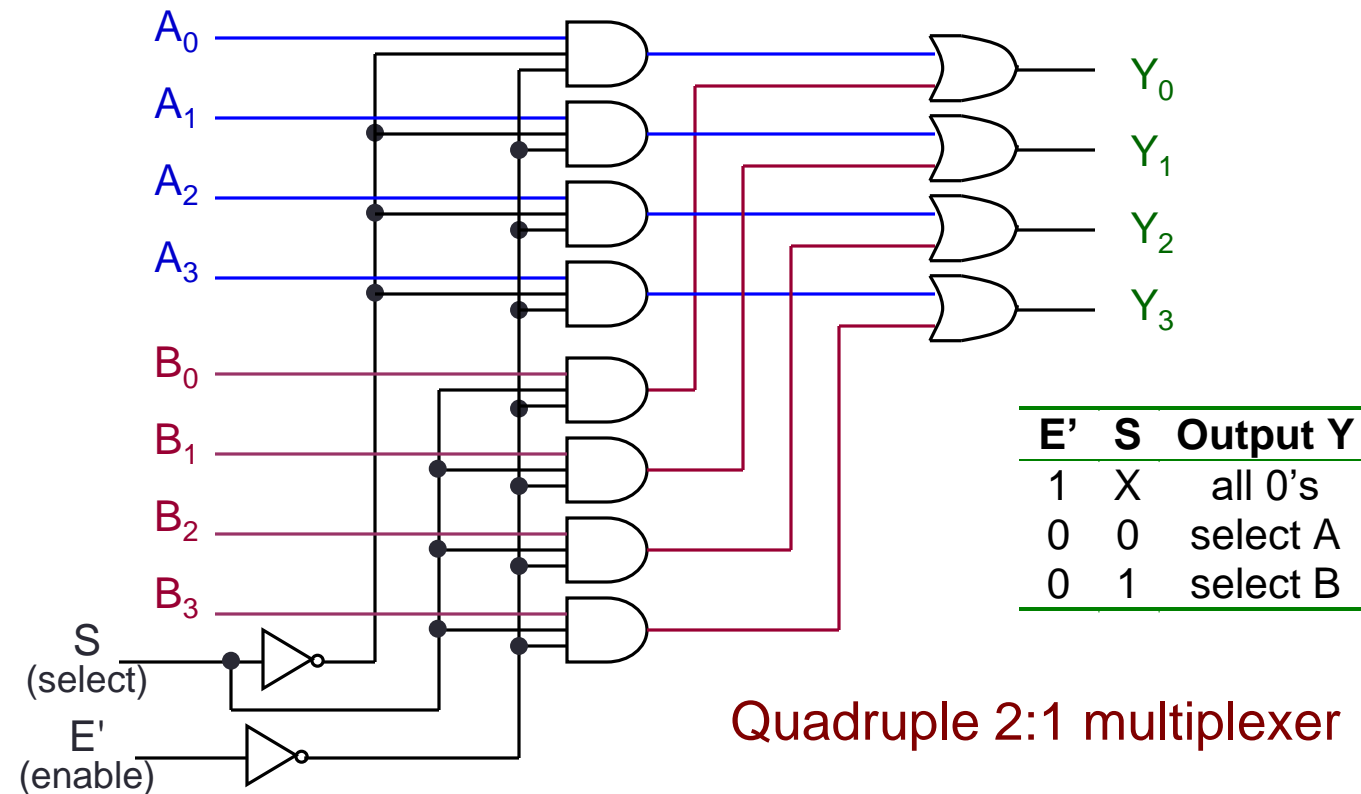 A₀
A₁
A₂
A₃
B₀
B₁
B₂
B₃
S
(select)
E'
(enable)
Y₀
Y₁
Y₂
Y₃
E’ S Output Y
1 X all 0’s
0 0 select A
0 1 select B
Quadruple 2:1 multiplexer